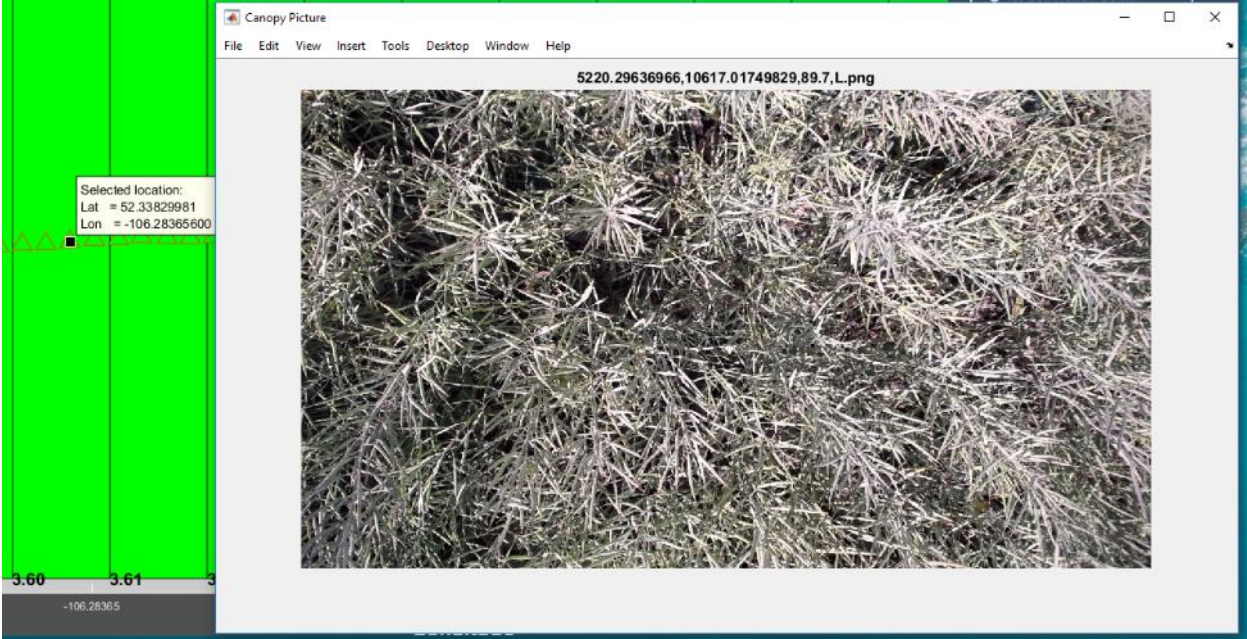 Canopy Picture
File Edit View Insert Tools Desktop Window Help
5220.29636966,10617.01749829,89.7,L.png
Selected location:
Lat = 52.33829981
Lon = -106.28365600
3.60 3.61 3
-106.28365